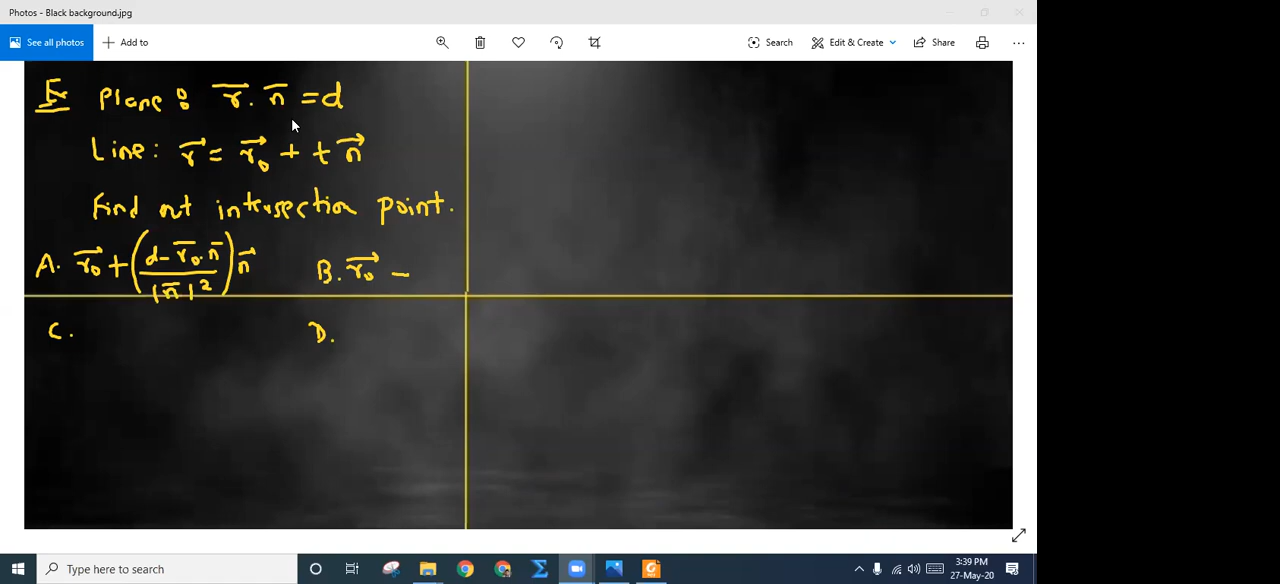 Photos - Black background.jpg
See all photos + Add to Search Edit & Create Share ...
Ex Plane : r̅ . n̅ = d
Line : r⃗ = r⃗₀ + t n⃗
Find out intersection point.
A. r⃗₀ + ( (d - r̅₀ . n̅) / |n̅|² ) n⃗ B. r⃗₀ -
C. D.
Type here to search
3:39 PM
27-May-20